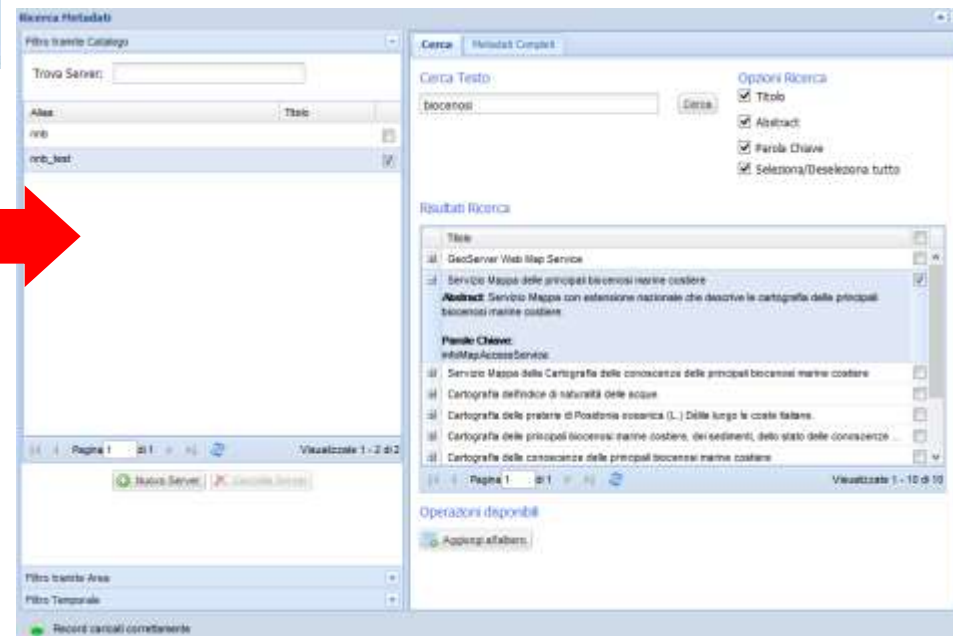 Ricerca Metadati
Filtro tramite Catalogo
Trova Server:
Alias Titolo
nnb
nnb_test
Pagina 1 di 1 Visualizzate 1 - 2 di 2
Nuovo Server Cancella Server
Filtro tramite Area
Filtro Temporale
Record caricati correttamente
Cerca Metadati Completi
Cerca Testo
biocenosi Cerca
Opzioni Ricerca
Titolo
Abstract
Parola Chiave
Seleziona/Deseleziona tutto
Risultati Ricerca
Titolo
GeoServer Web Map Service
Servizio Mappa delle principali biocenosi marine costiere
Abstract: Servizio Mappa con estensione nazionale che descrive la cartografia delle principali
biocenosi marine costiere
Parole Chiave:
infoMapAccessService
Servizio Mappa della Cartografia delle conoscenze delle principali biocenosi marine costiere
Cartografia dell'indice di naturalità delle acque
Cartografia delle praterie di Posidonia oceanica (L.) Delile lungo le coste italiane.
Cartografia delle principali biocenosi marine costiere, dei sedimenti, dello stato delle conoscenze ...
Cartografia delle conoscenze delle principali biocenosi marine costiere
Pagina 1 di 1 Visualizzate 1 - 10 di 10
Operazioni disponibili
Aggiungi all'albero